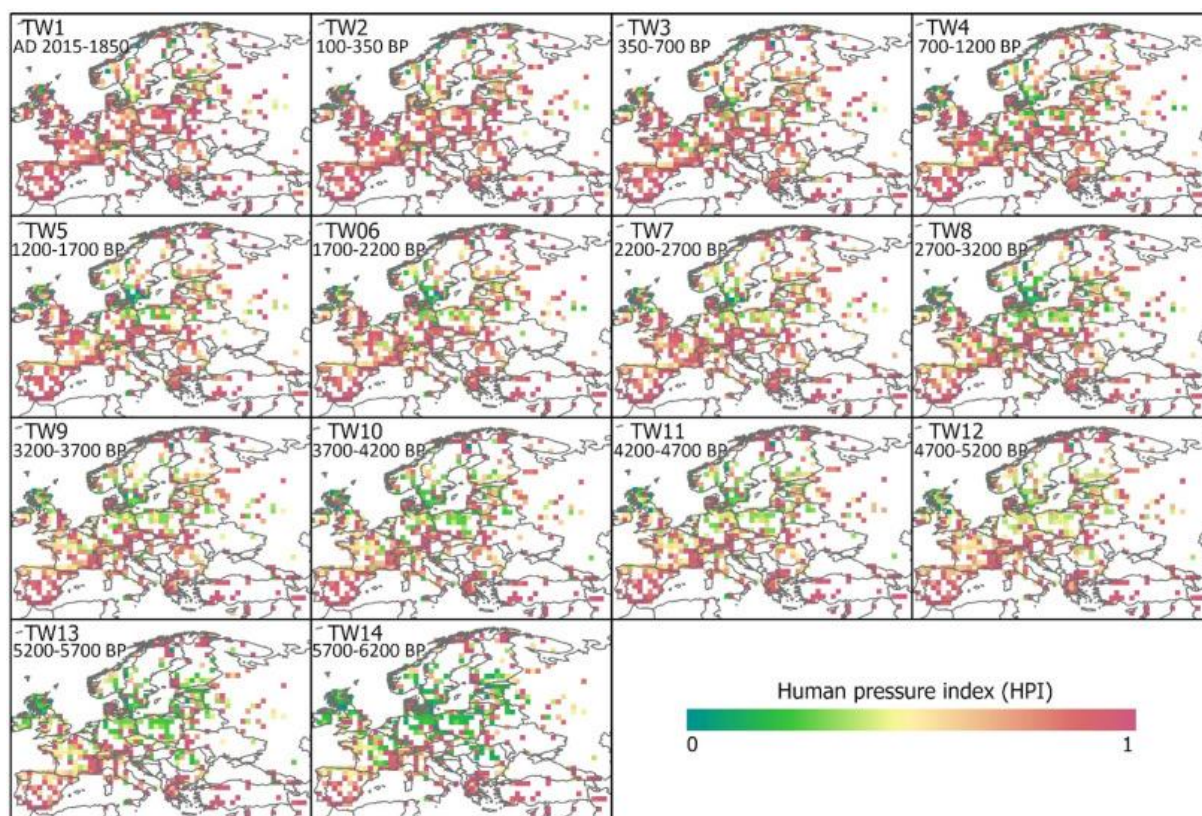 TW1
AD 2015-1850
TW2
100-350 BP
TW3
350-700 BP
TW4
700-1200 BP
TW5
1200-1700 BP
TW06
1700-2200 BP
TW7
2200-2700 BP
TW8
2700-3200 BP
TW9
3200-3700 BP
TW10
3700-4200 BP
TW11
4200-4700 BP
TW12
4700-5200 BP
TW13
5200-5700 BP
TW14
5700-6200 BP
Human pressure index (HPI)
0 1